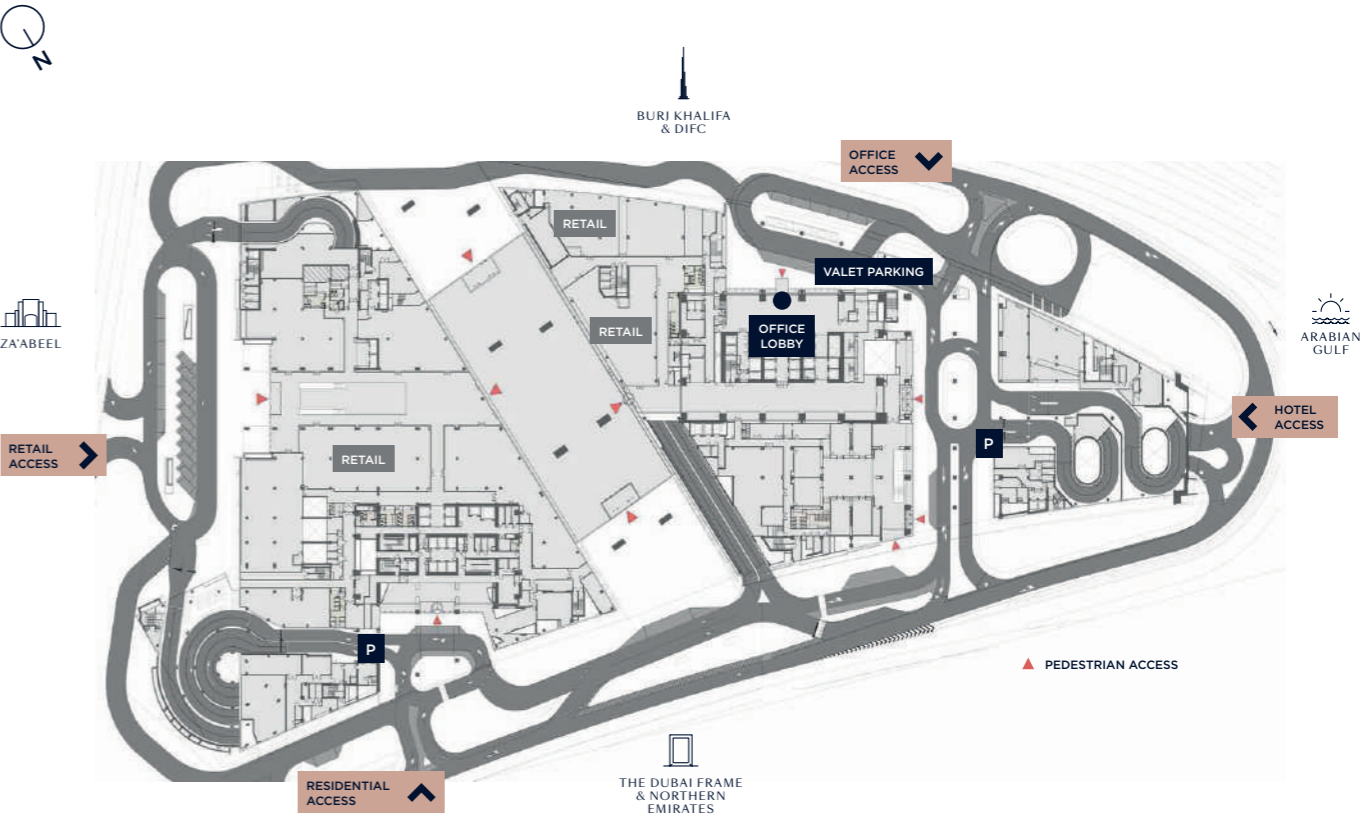 N
BURJ KHALIFA
& DIFC
OFFICE
ACCESS
RETAIL
VALET PARKING
ZA'ABEEL
RETAIL
OFFICE
LOBBY
ARABIAN
GULF
HOTEL
ACCESS
RETAIL
ACCESS
RETAIL
P
P
PEDESTRIAN ACCESS
RESIDENTIAL
ACCESS
THE DUBAI FRAME
& NORTHERN
EMIRATES